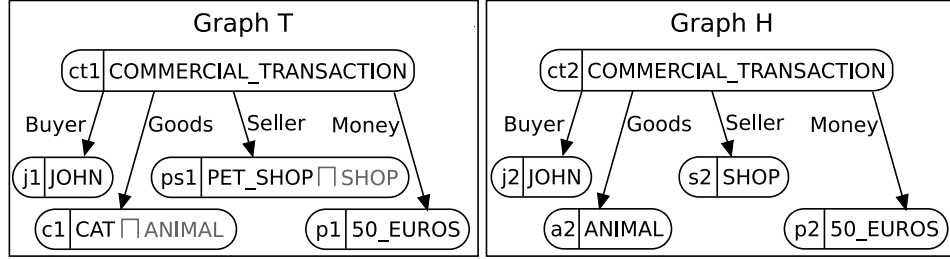 Graph T
ct1 COMMERCIAL_TRANSACTION
Buyer Goods Seller Money
j1 JOHN ps1 PET_SHOP ⊓ SHOP
c1 CAT ⊓ ANIMAL p1 50_EUROS
Graph H
ct2 COMMERCIAL_TRANSACTION
Buyer Goods Seller Money
j2 JOHN s2 SHOP
a2 ANIMAL p2 50_EUROS